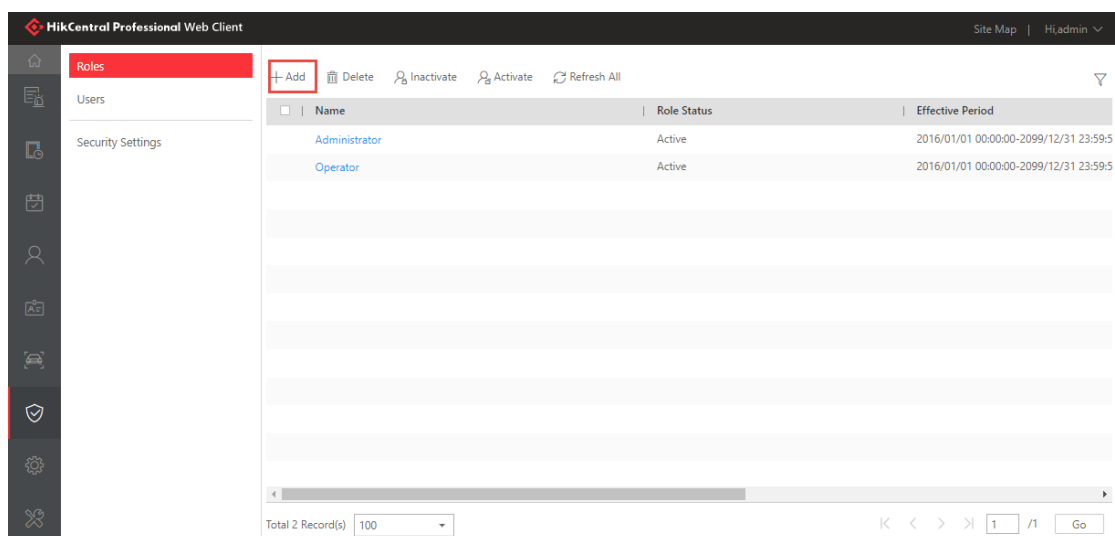 HikCentral Professional Web Client
Site Map | Hi,admin
Roles
Users
Security Settings
Add Delete Inactivate Activate Refresh All
Name Role Status Effective Period
Administrator Active 2016/01/01 00:00:00-2099/12/31 23:59:5
Operator Active 2016/01/01 00:00:00-2099/12/31 23:59:5
Total 2 Record(s) 100 1 /1 Go